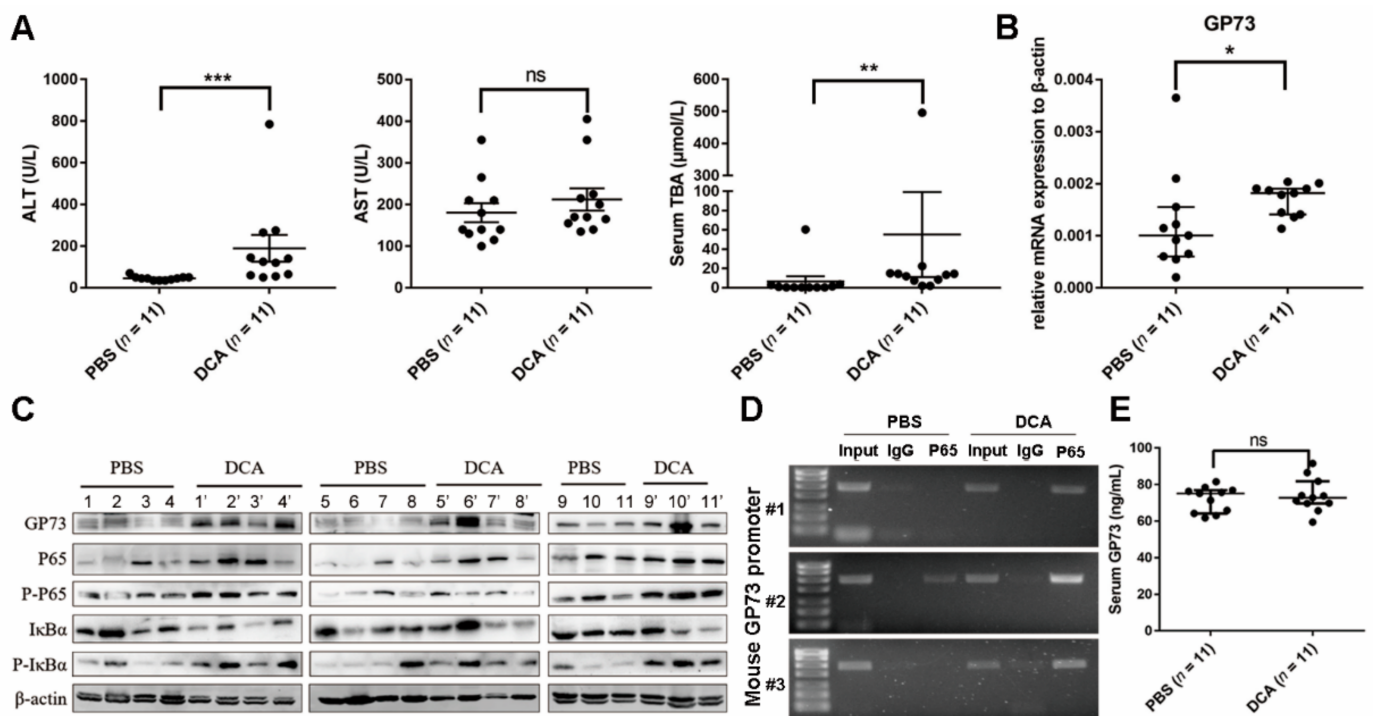 A
1000
800
600
400
200
0
ALT (U/L)
***
PBS (n = 11)
DCA (n = 11)
500
400
300
200
100
0
AST (U/L)
ns
PBS (n = 11)
DCA (n = 11)
600
500
400
300
100
80
60
40
20
0
Serum TBA (μmol/L)
**
PBS (n = 11)
DCA (n = 11)
B
GP73
*
0.004
0.003
0.002
0.001
0.000
relative mRNA expression to β-actin
PBS (n = 11)
DCA (n = 11)
C
PBS DCA PBS DCA PBS DCA
1 2 3 4 1' 2' 3' 4' 5 6 7 8 5' 6' 7' 8' 9 10 11 9' 10' 11'
GP73
P65
P-P65
IκBα
P-IκBα
β-actin
D
PBS DCA
Input IgG P65 Input IgG P65
Mouse GP73 promoter
#1
#2
#3
E
100
80
60
40
20
0
Serum GP73 (ng/mL)
ns
PBS (n = 11)
DCA (n = 11)